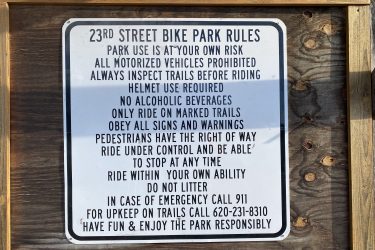 23RD STREET BIKE PARK RULES
PARK USE IS AT YOUR OWN RISK
ALL MOTORIZED VEHICLES PROHIBITED
ALWAYS INSPECT TRAILS BEFORE RIDING
HELMET USE REQUIRED
NO ALCOHOLIC BEVERAGES
ONLY RIDE ON MARKED TRAILS
OBEY ALL SIGNS AND WARNINGS
PEDESTRIANS HAVE THE RIGHT OF WAY
RIDE UNDER CONTROL AND BE ABLE
TO STOP AT ANY TIME
RIDE WITHIN YOUR OWN ABILITY
DO NOT LITTER
IN CASE OF EMERGENCY CALL 911
FOR UPKEEP ON TRAILS CALL 620-231-8310
HAVE FUN & ENJOY THE PARK RESPONSIBLY